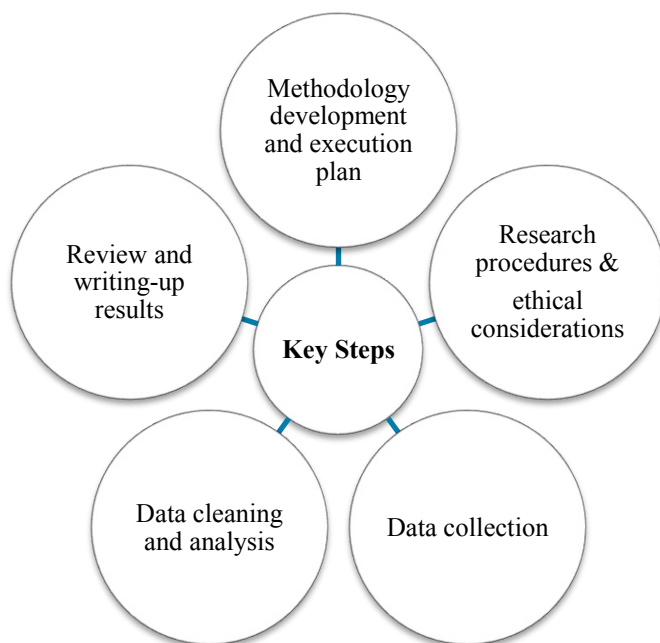 Methodology
development
and execution
plan
Research
procedures &
ethical
considerations
Data collection
Data cleaning
and analysis
Review and
writing-up
results
Key Steps